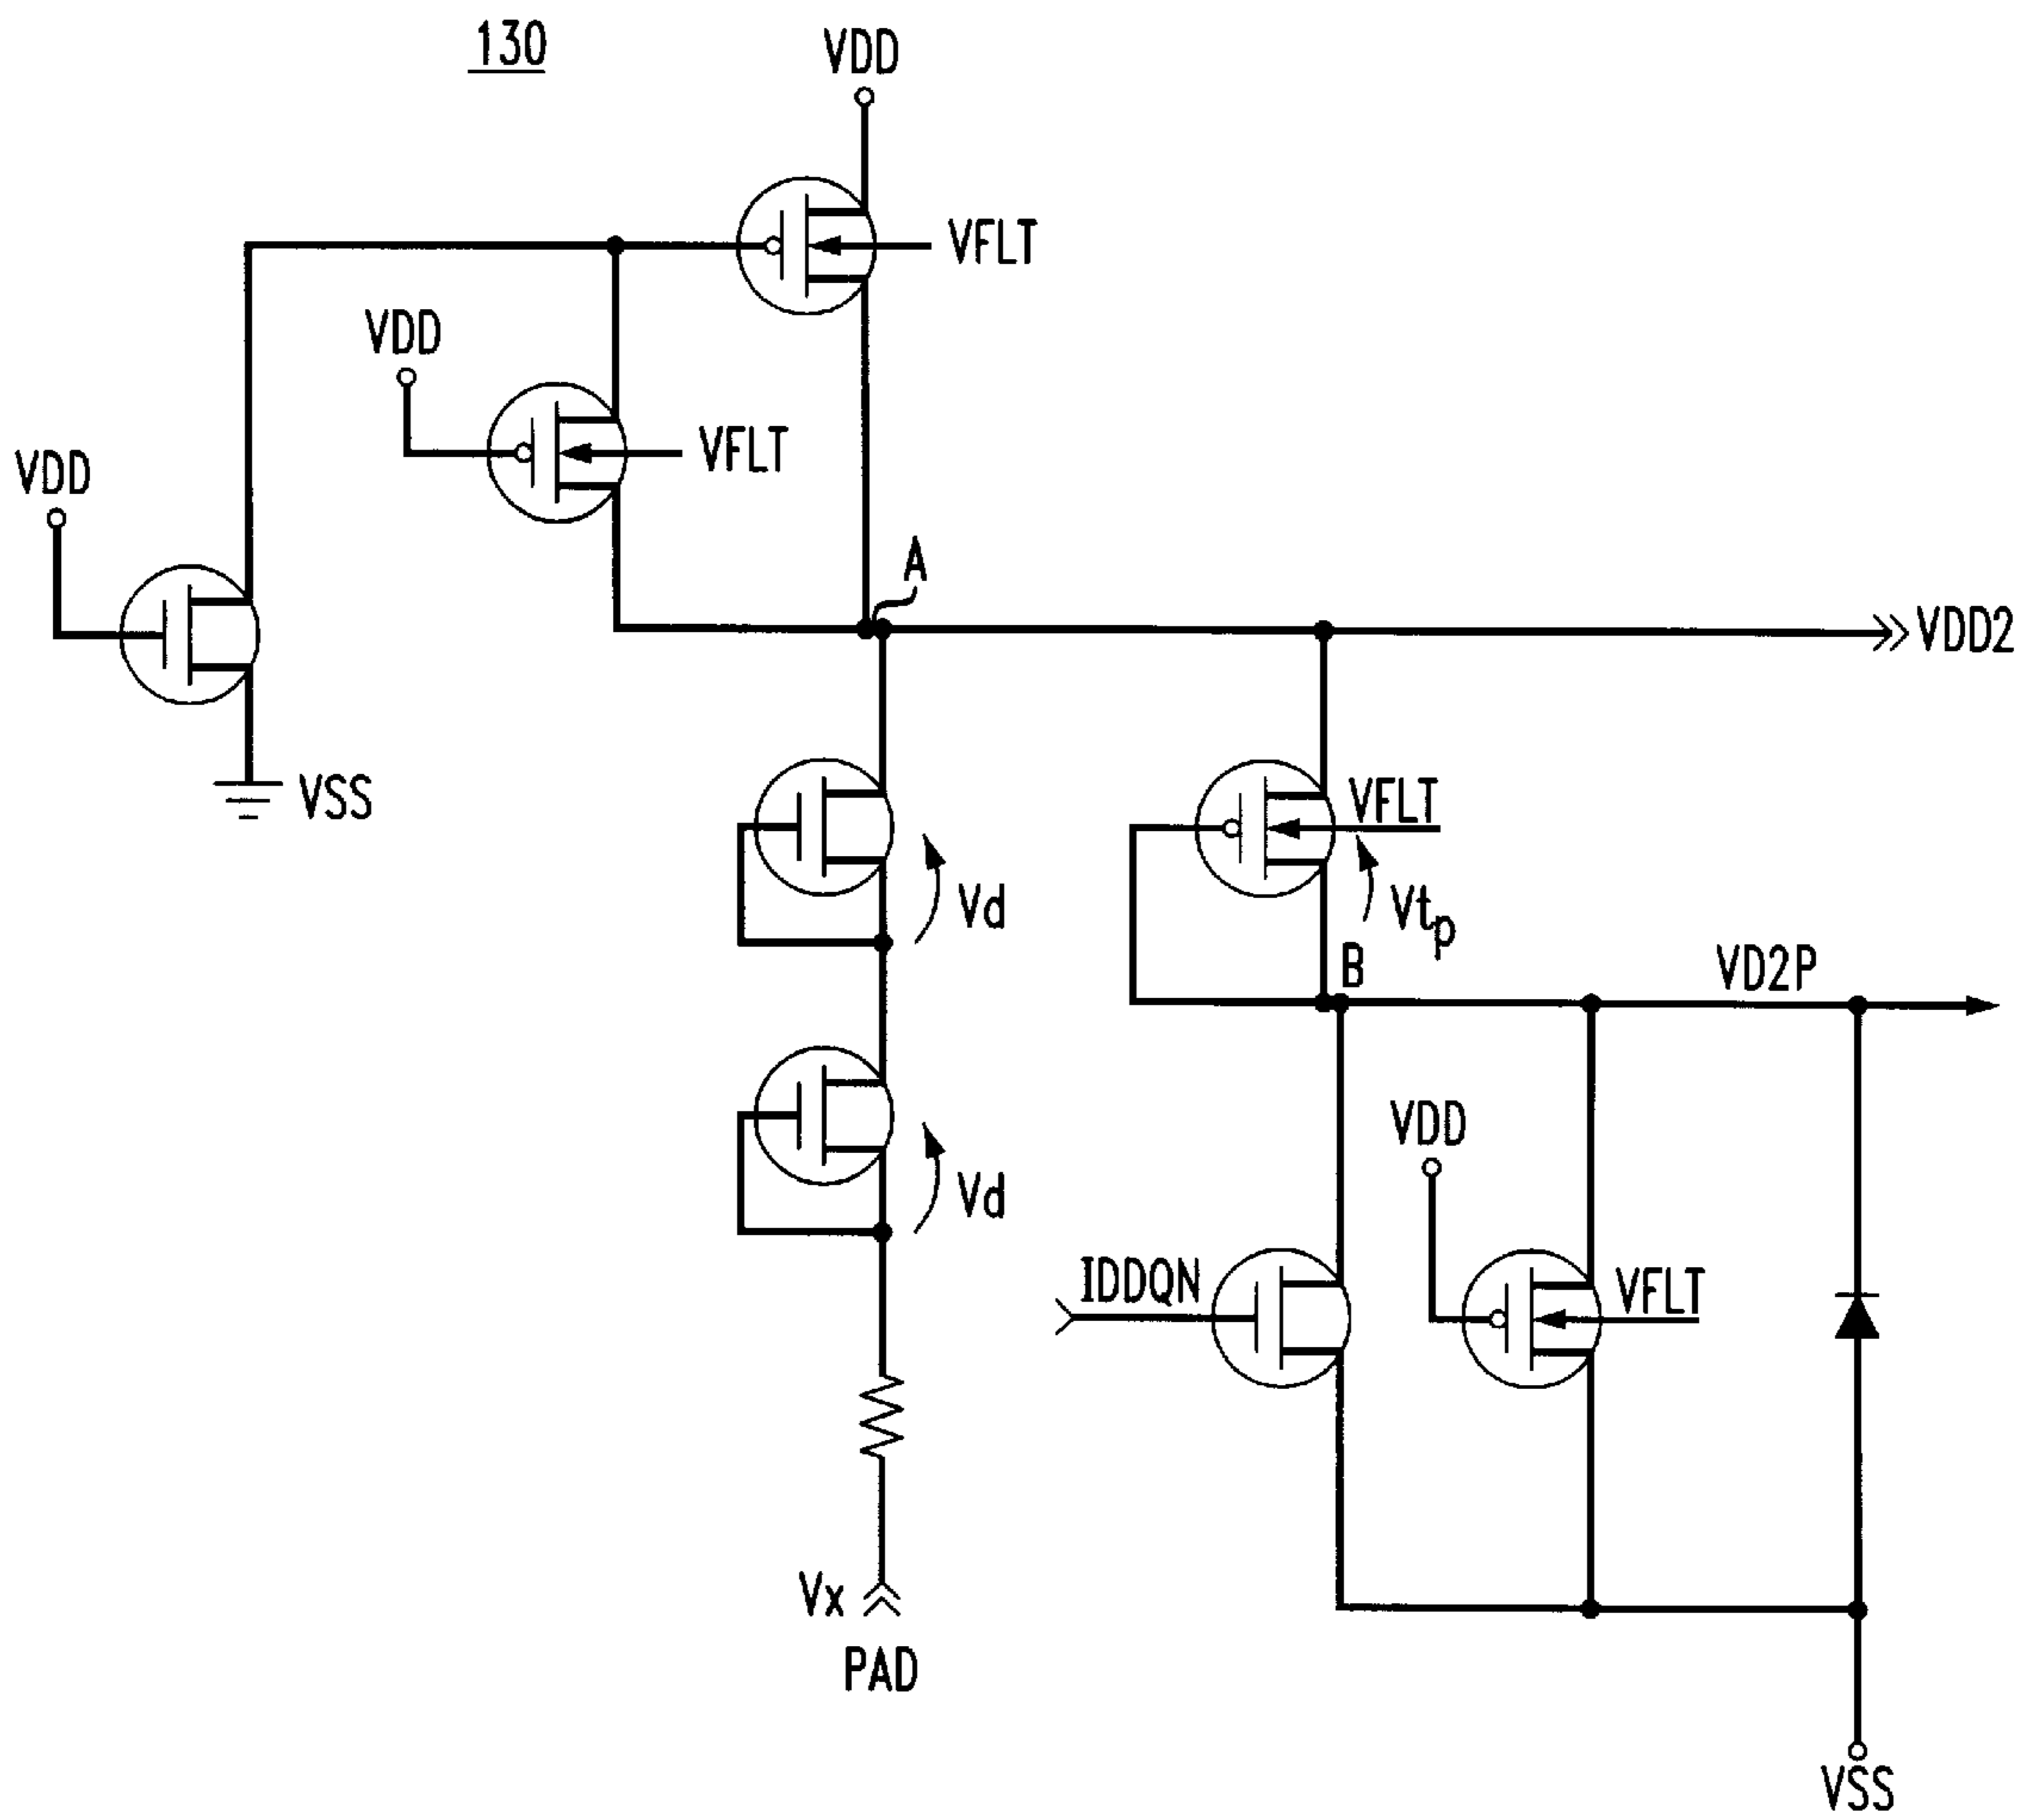 130
VDD
VFLT
VDD
VFLT
VDD
A
VDD2
VSS
VFLT
Vd
Vtp
B
VD2P
VDD
Vd
IDDQN
VFLT
Vx
PAD
VSS